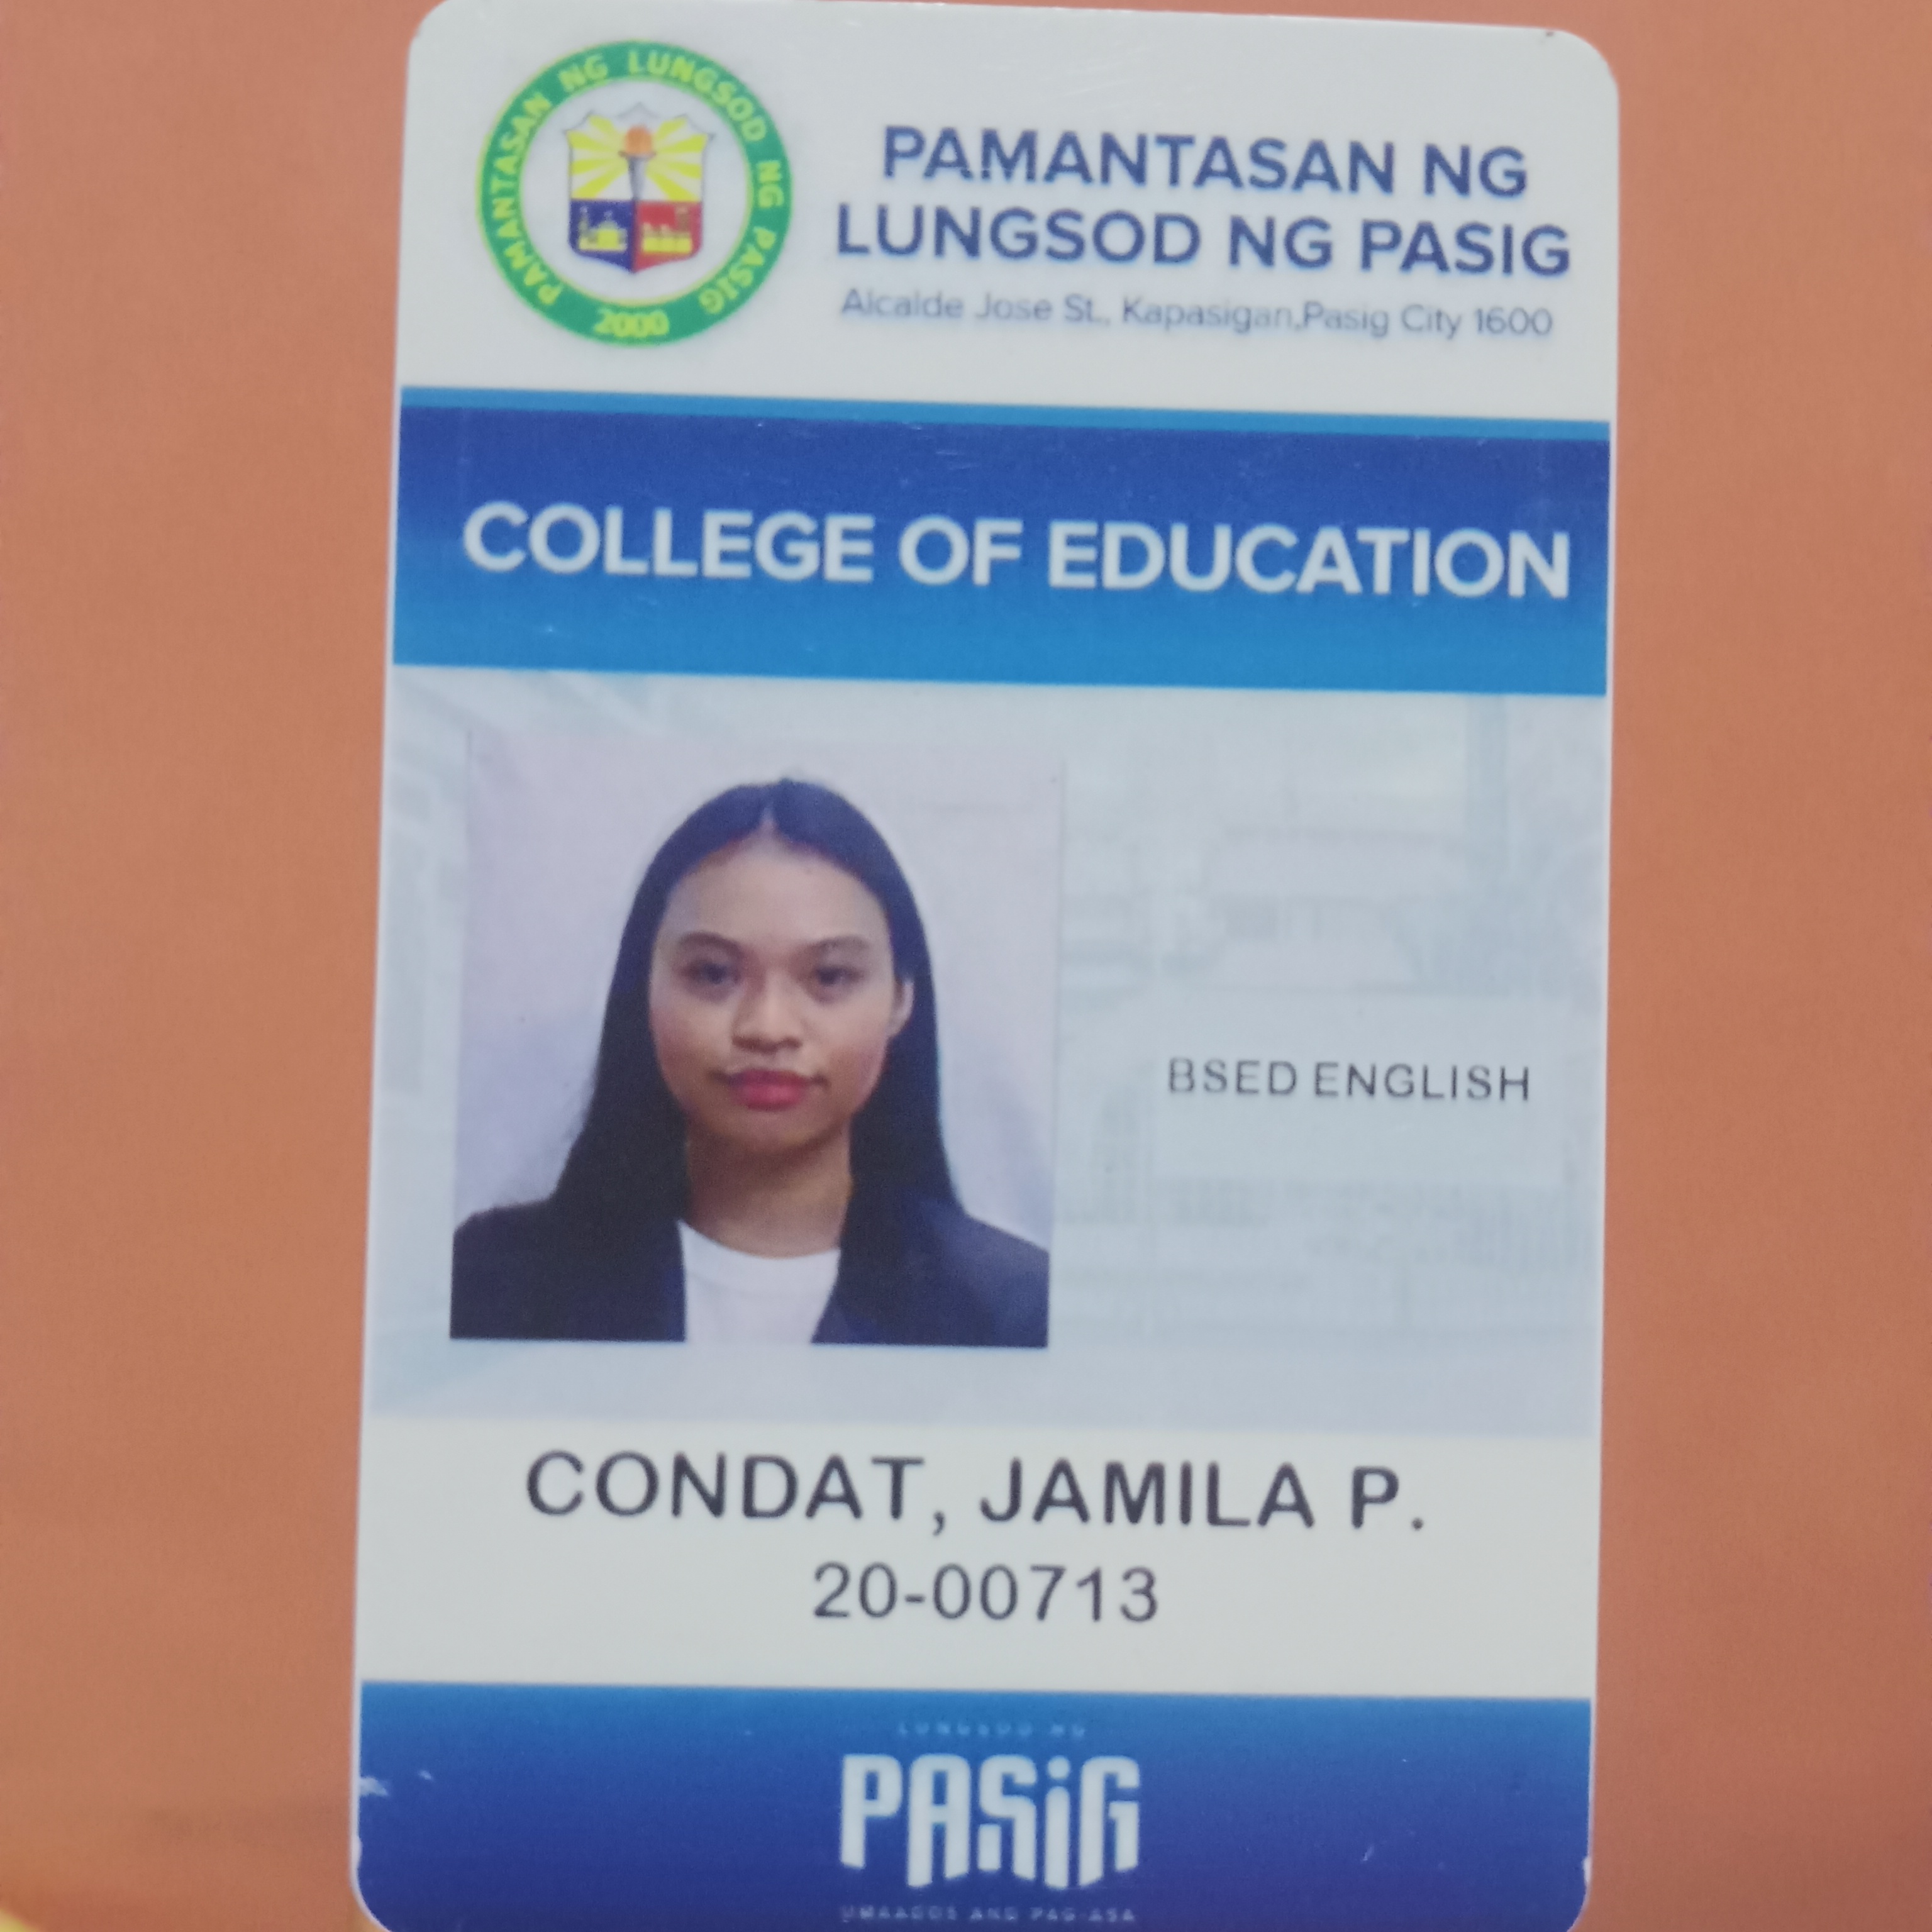 PAMANTASAN NG LUNGSOD NG PASIG
2000
PAMANTASAN NG
LUNGSOD NG PASIG
Alcalde Jose St., Kapasigan,Pasig City 1600
COLLEGE OF EDUCATION
BSED ENGLISH
CONDAT, JAMILA P.
20-00713
LUNGSOD NG
PASiG
UMAAGOS ANG PAG-ASA